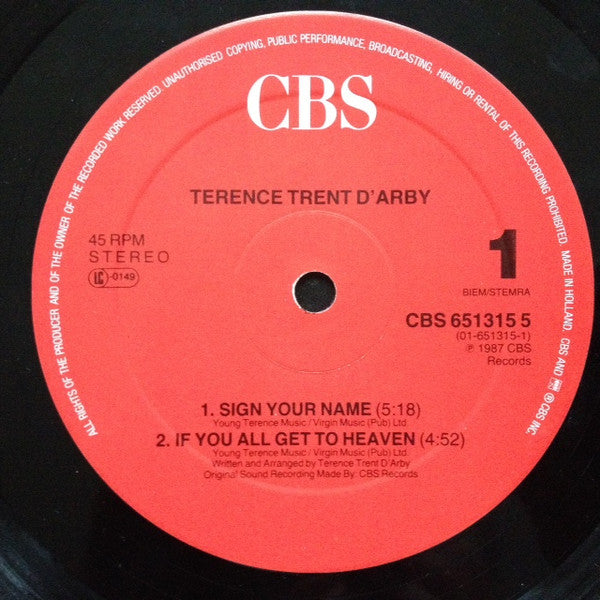 ALL RIGHTS OF THE PRODUCER AND OF THE OWNER OF THE RECORDED WORK RESERVED. UNAUTHORISED COPYING, PUBLIC PERFORMANCE, BROADCASTING, HIRING OR RENTAL OF THIS RECORDING PROHIBITED. MADE IN HOLLAND. CBS AND ® CBS INC.
CBS
TERENCE TRENT D'ARBY
45 RPM
STEREO
LC-0149
1
BIEM/STEMRA
CBS 651315 5
(01-651315-1)
℗ 1987 CBS
Records
1. SIGN YOUR NAME (5:18)
Young Terence Music / Virgin Music (Pub) Ltd.
2. IF YOU ALL GET TO HEAVEN (4:52)
Young Terence Music / Virgin Music (Pub) Ltd.
Written and Arranged by Terence Trent D'Arby
Original Sound Recording Made By: CBS Records